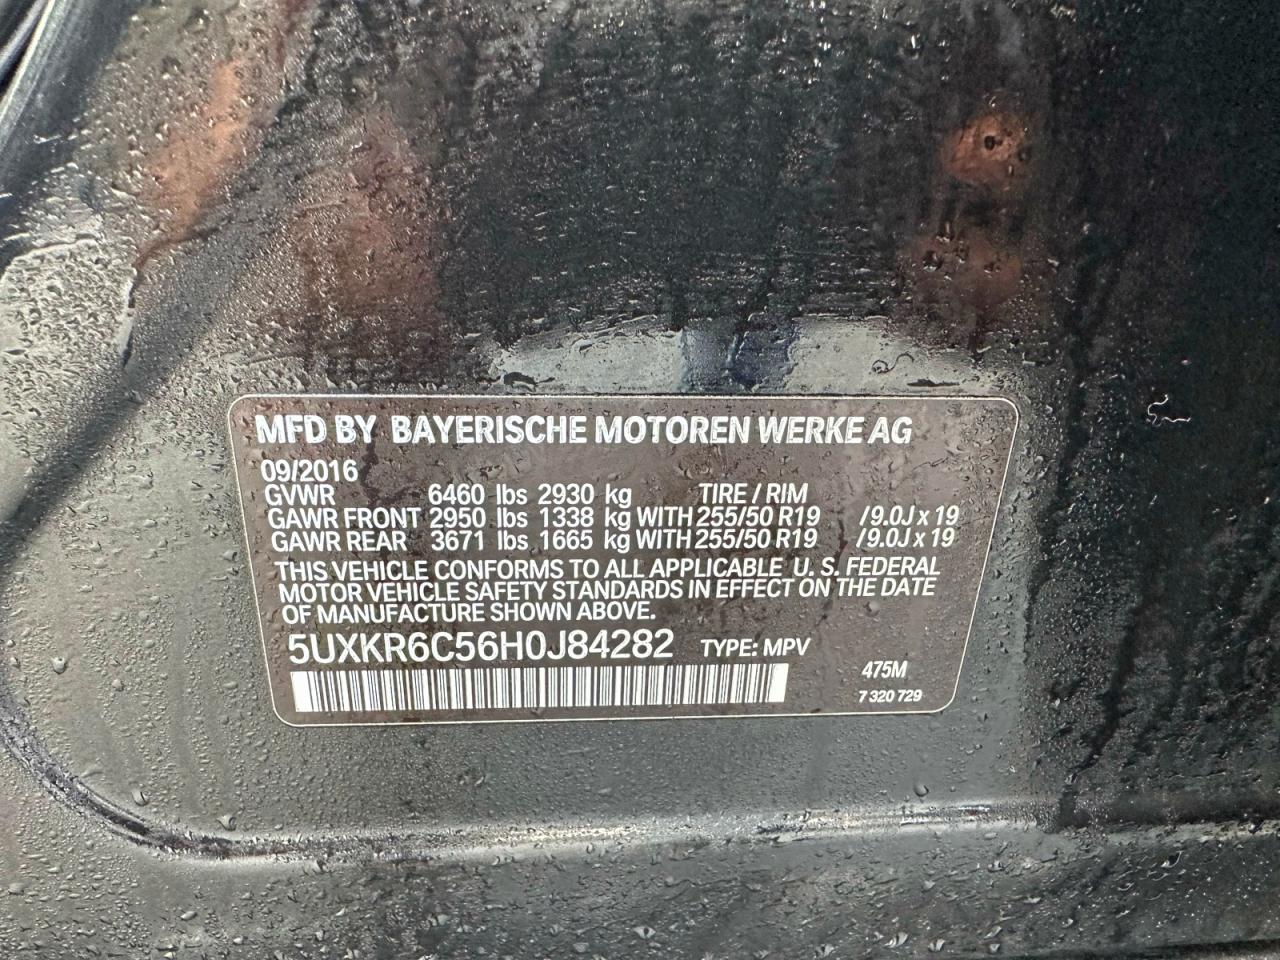 MFD BY BAYERISCHE MOTOREN WERKE AG
09/2016
GVWR 6460 lbs 2930 kg TIRE / RIM
GAWR FRONT 2950 lbs 1338 kg WITH 255/50 R19 /9.0J x 19
GAWR REAR 3671 lbs 1665 kg WITH 255/50 R19 /9.0J x 19
THIS VEHICLE CONFORMS TO ALL APPLICABLE U. S. FEDERAL
MOTOR VEHICLE SAFETY STANDARDS IN EFFECT ON THE DATE
OF MANUFACTURE SHOWN ABOVE.
5UXKR6C56H0J84282 TYPE: MPV
475M
7 320 729